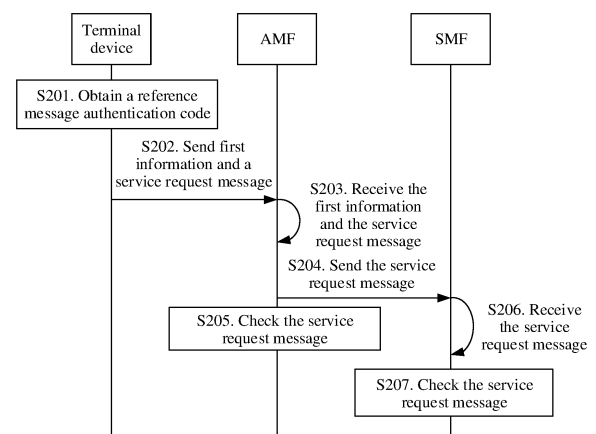 Terminal
device
AMF
SMF
S201. Obtain a reference
message authentication code
S202. Send first
information and a
service request message
S203. Receive the
first information
and the service
request message
S204. Send the service
request message
S205. Check the service
request message
S206. Receive
the service
request message
S207. Check the service
request message